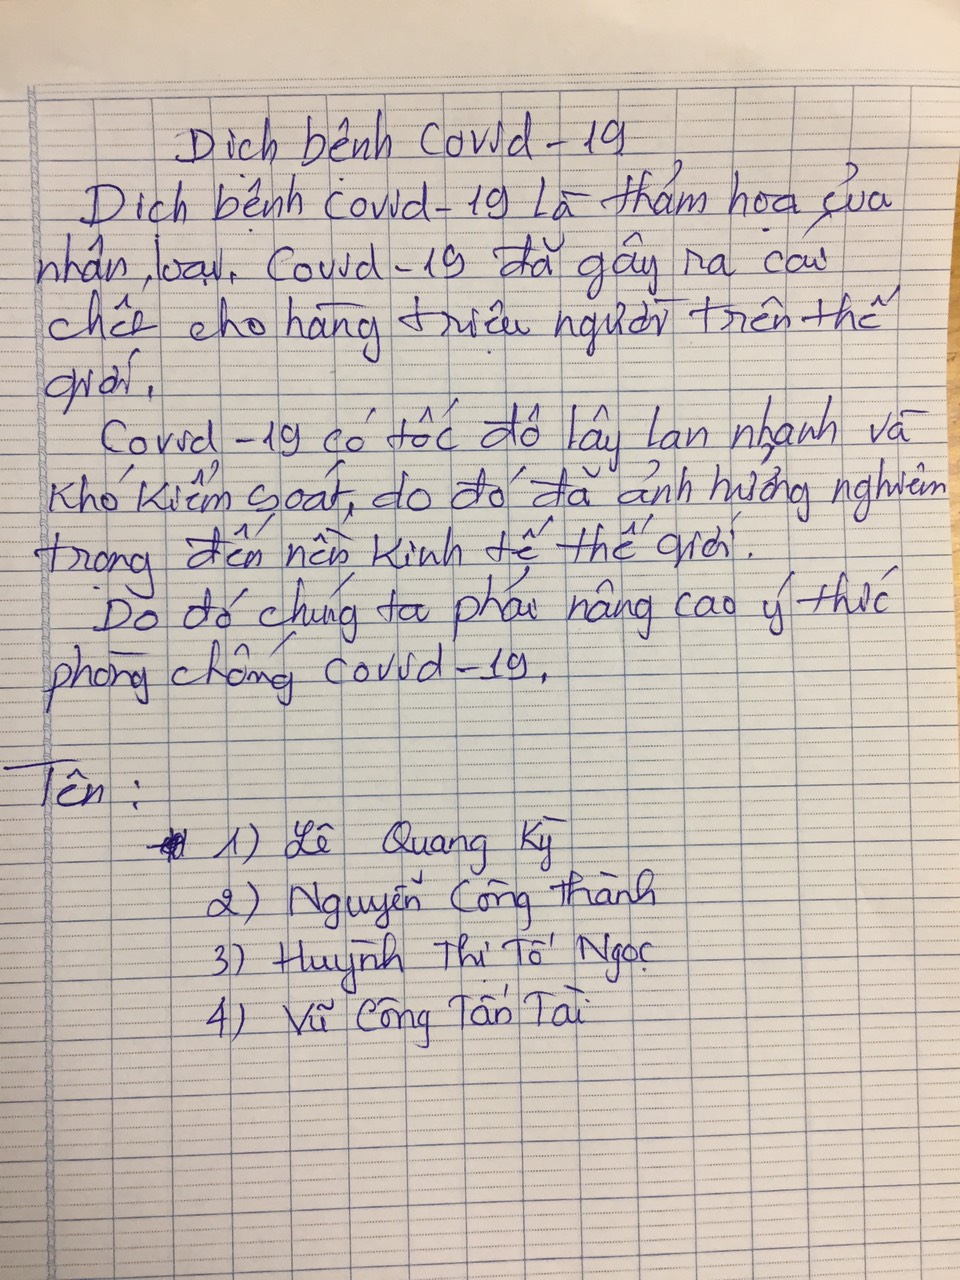 Dịch bệnh Covid-19
Dịch bệnh Covid-19 là thảm họa của
nhân loại. Covid-19 đã gây ra cái
chết cho hàng triệu người trên thế
giới.
Covid-19 có tốc độ lây lan nhanh và
khó kiểm soát, do đó đã ảnh hưởng nghiêm
trọng đến nền kinh tế thế giới.
Do đó chúng ta phải nâng cao ý thức
phòng chống covid-19.
Tên:
1) Lê Quang Kỳ
2) Nguyễn Công Thành
3) Huỳnh Thị Tố Ngọc
4) Vũ Công Tấn Tài